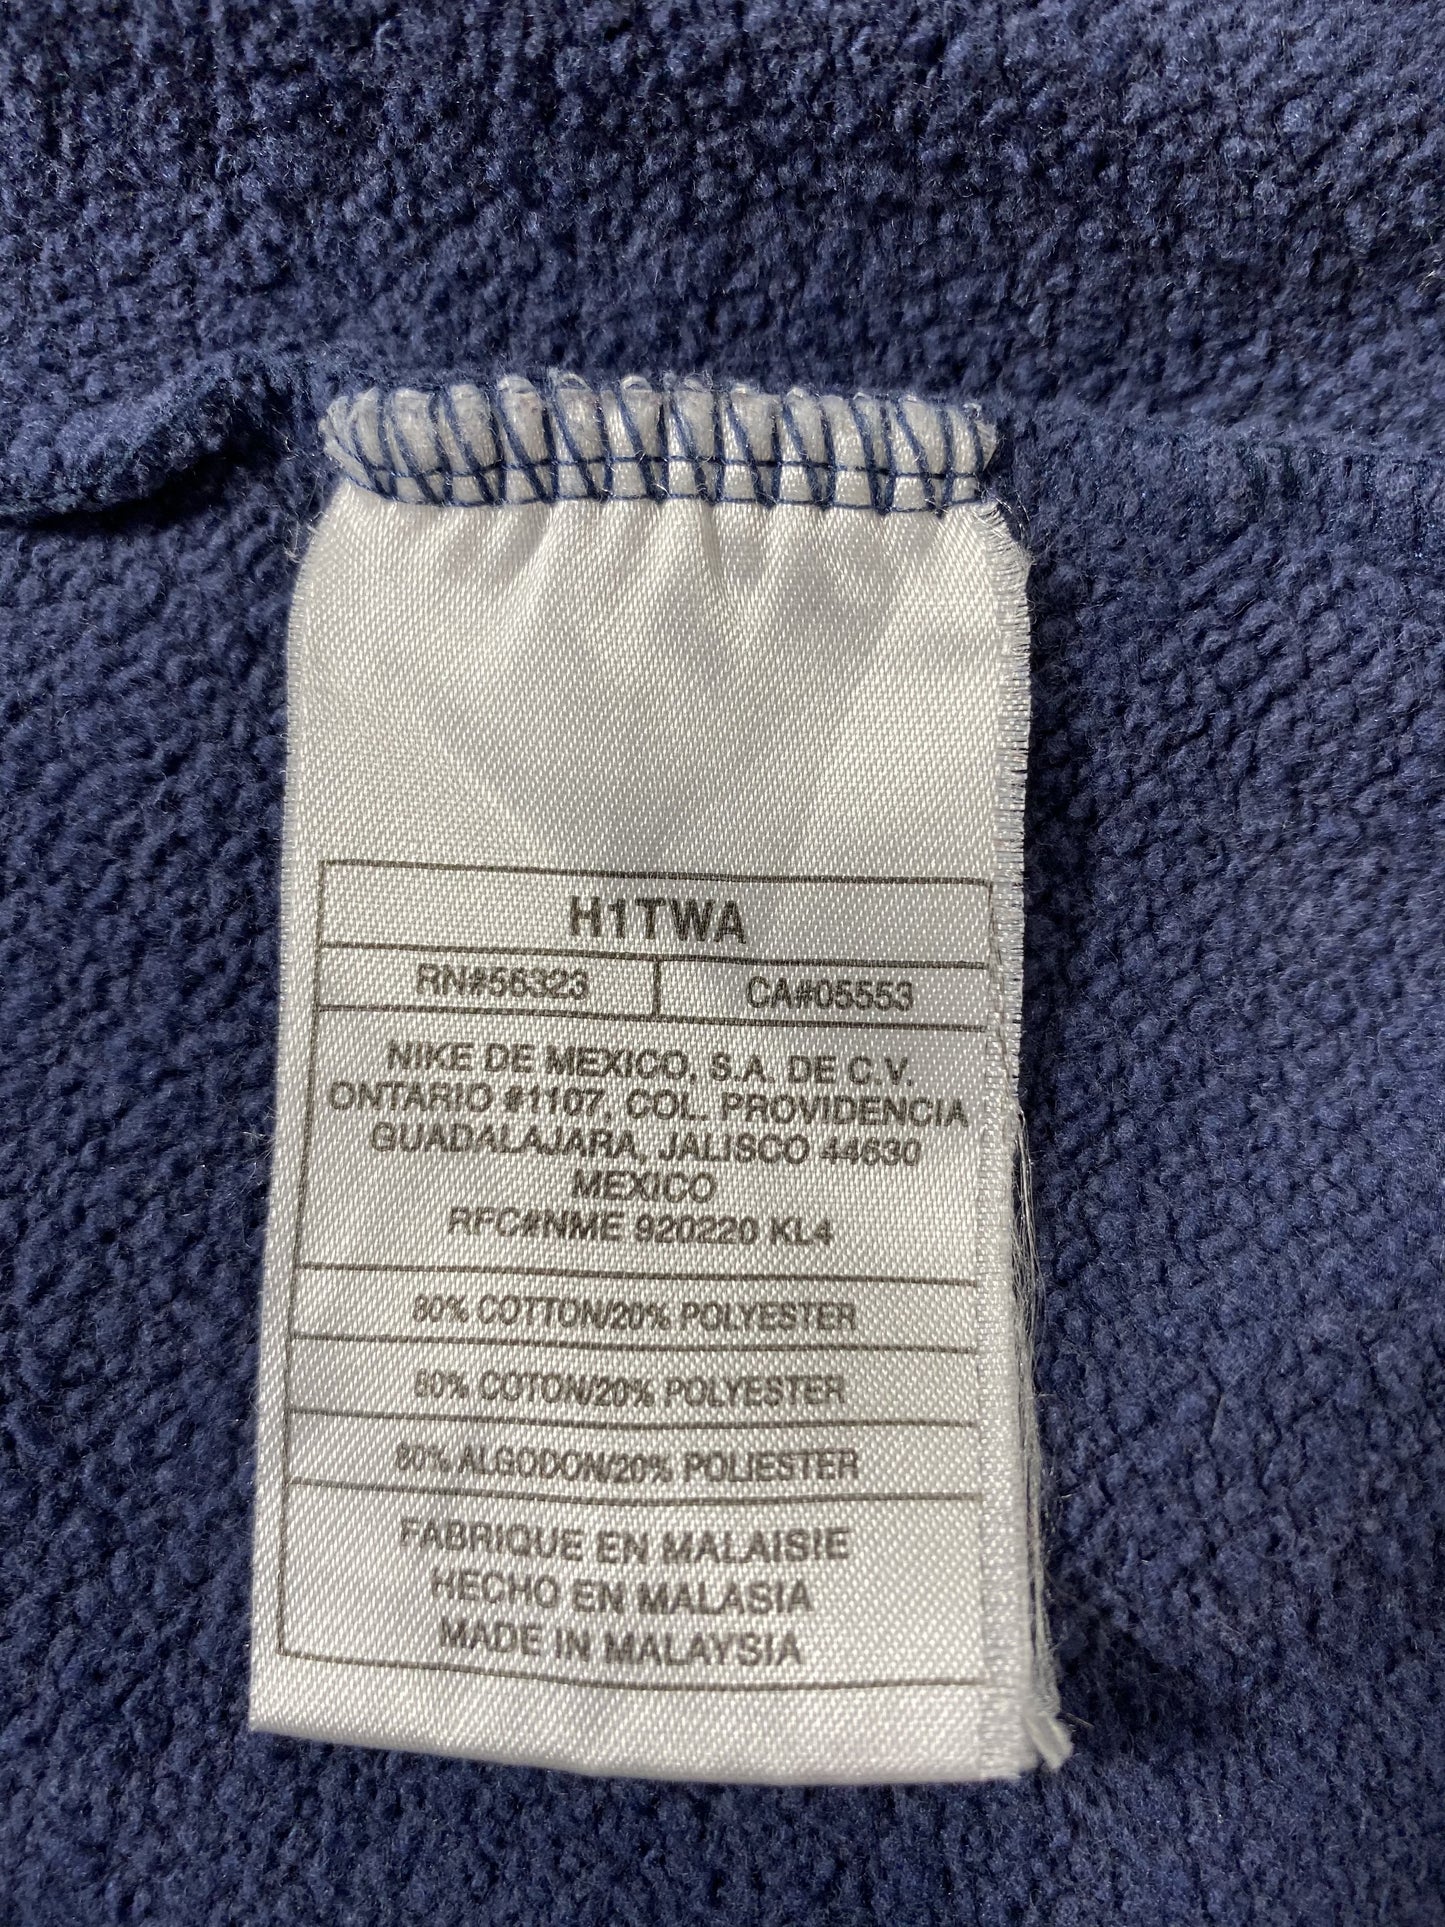 H1TWA
RN#56323 CA#05553
NIKE DE MEXICO, S.A. DE C.V.
ONTARIO #1107, COL. PROVIDENCIA
GUADALAJARA, JALISCO 44630
MEXICO
RFC#NME 920220 KL4
80% COTTON/20% POLYESTER
80% COTON/20% POLYESTER
80% ALGODON/20% POLIESTER
FABRIQUE EN MALAISIE
HECHO EN MALASIA
MADE IN MALAYSIA